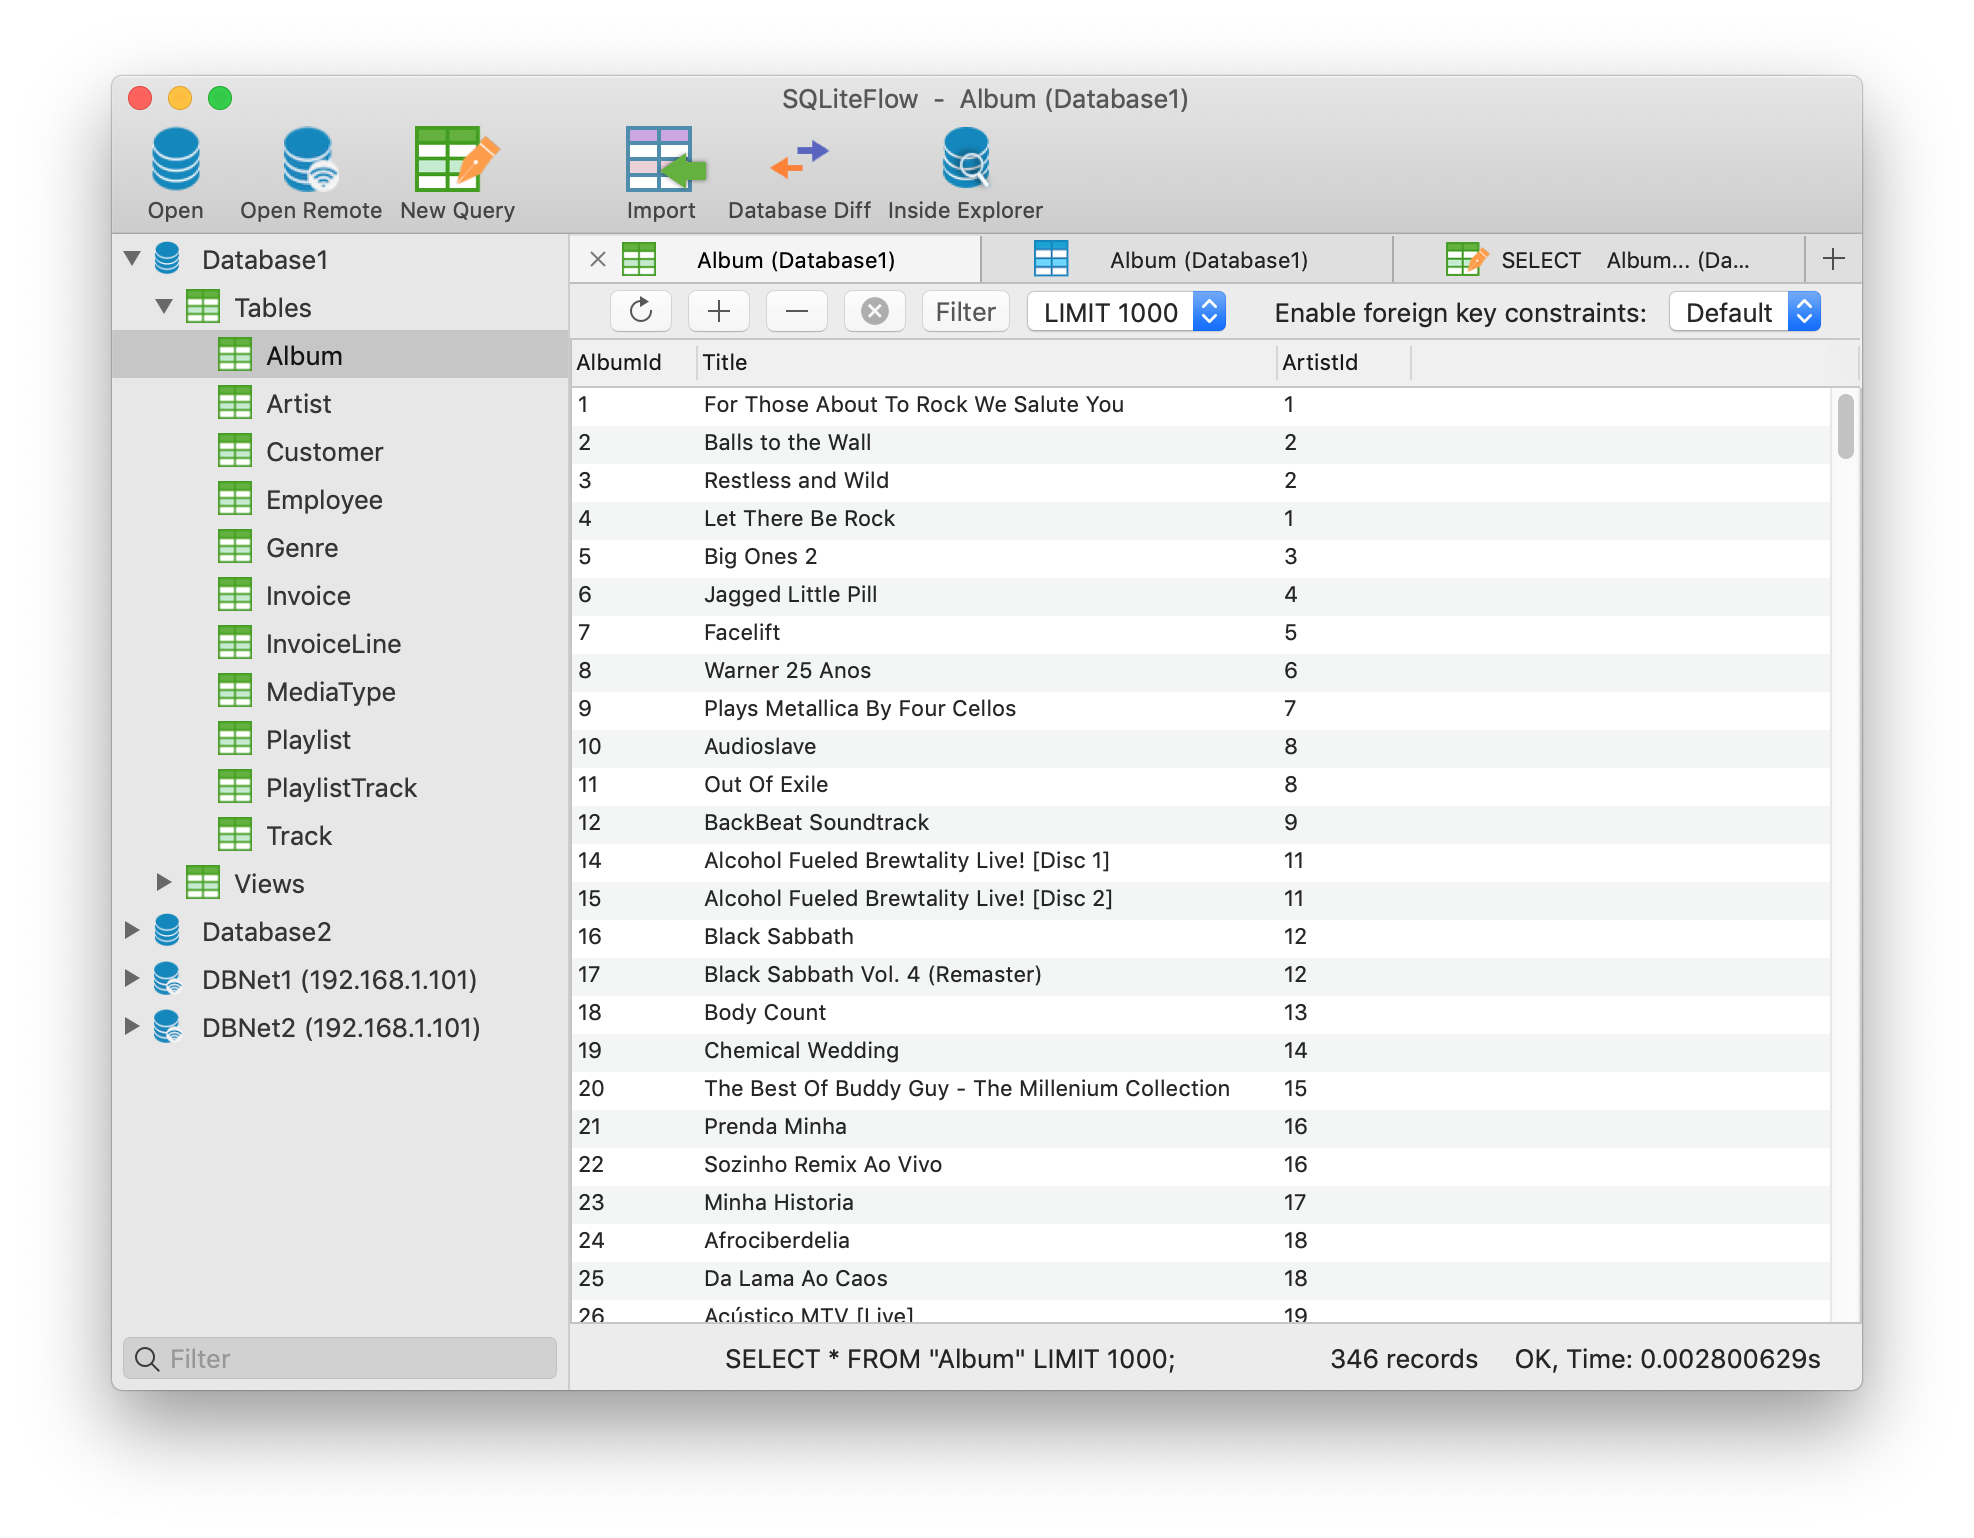 SQLiteFlow - Album (Database1)
Open Open Remote New Query Import Database Diff Inside Explorer
Database1
Tables
Album
Artist
Customer
Employee
Genre
Invoice
InvoiceLine
MediaType
Playlist
PlaylistTrack
Track
Views
Database2
DBNet1 (192.168.1.101)
DBNet2 (192.168.1.101)
Filter
Album (Database1) Album (Database1) SELECT Album... (Da...
Filter LIMIT 1000 Enable foreign key constraints: Default
AlbumId Title ArtistId
1 For Those About To Rock We Salute You 1
2 Balls to the Wall 2
3 Restless and Wild 2
4 Let There Be Rock 1
5 Big Ones 2 3
6 Jagged Little Pill 4
7 Facelift 5
8 Warner 25 Anos 6
9 Plays Metallica By Four Cellos 7
10 Audioslave 8
11 Out Of Exile 8
12 BackBeat Soundtrack 9
14 Alcohol Fueled Brewtality Live! [Disc 1] 11
15 Alcohol Fueled Brewtality Live! [Disc 2] 11
16 Black Sabbath 12
17 Black Sabbath Vol. 4 (Remaster) 12
18 Body Count 13
19 Chemical Wedding 14
20 The Best Of Buddy Guy - The Millenium Collection 15
21 Prenda Minha 16
22 Sozinho Remix Ao Vivo 16
23 Minha Historia 17
24 Afrociberdelia 18
25 Da Lama Ao Caos 18
26 Acústico MTV [Live] 19
SELECT * FROM "Album" LIMIT 1000; 346 records OK, Time: 0.002800629s